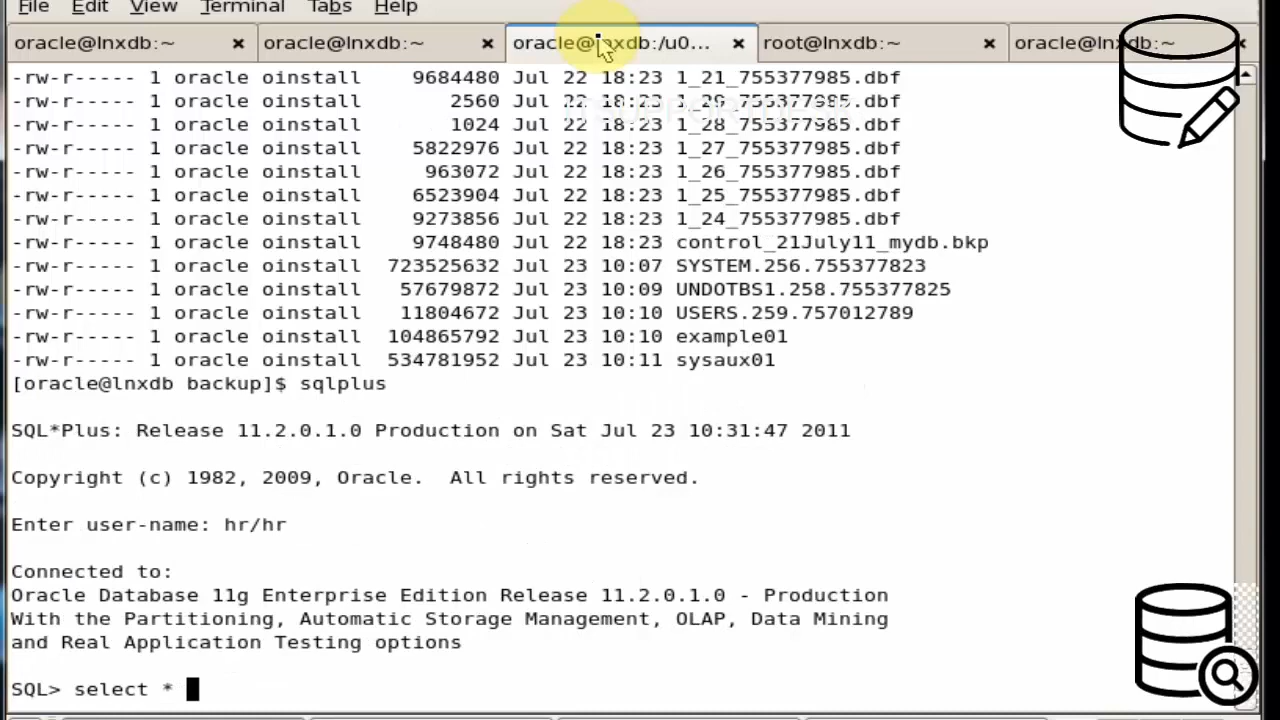 File Edit View Terminal Tabs Help
oracle@lnxdb:~ oracle@lnxdb:~ oracle@lnxdb:/u0... root@lnxdb:~ oracle@lnxdb:~
-rw-r----- 1 oracle oinstall 9684480 Jul 22 18:23 1_21_755377985.dbf
-rw-r----- 1 oracle oinstall 2560 Jul 22 18:23 1_29_755377985.dbf
-rw-r----- 1 oracle oinstall 1024 Jul 22 18:23 1_28_755377985.dbf
-rw-r----- 1 oracle oinstall 5822976 Jul 22 18:23 1_27_755377985.dbf
-rw-r----- 1 oracle oinstall 963072 Jul 22 18:23 1_26_755377985.dbf
-rw-r----- 1 oracle oinstall 6523904 Jul 22 18:23 1_25_755377985.dbf
-rw-r----- 1 oracle oinstall 9273856 Jul 22 18:23 1_24_755377985.dbf
-rw-r----- 1 oracle oinstall 9748480 Jul 22 18:23 control_21July11_mydb.bkp
-rw-r----- 1 oracle oinstall 723525632 Jul 23 10:07 SYSTEM.256.755377823
-rw-r----- 1 oracle oinstall 57679872 Jul 23 10:09 UNDOTBS1.258.755377825
-rw-r----- 1 oracle oinstall 11804672 Jul 23 10:10 USERS.259.757012789
-rw-r----- 1 oracle oinstall 104865792 Jul 23 10:10 example01
-rw-r----- 1 oracle oinstall 534781952 Jul 23 10:11 sysaux01
[oracle@lnxdb backup]$ sqlplus
SQL*Plus: Release 11.2.0.1.0 Production on Sat Jul 23 10:31:47 2011
Copyright (c) 1982, 2009, Oracle. All rights reserved.
Enter user-name: hr/hr
Connected to:
Oracle Database 11g Enterprise Edition Release 11.2.0.1.0 - Production
With the Partitioning, Automatic Storage Management, OLAP, Data Mining
and Real Application Testing options
SQL> select *